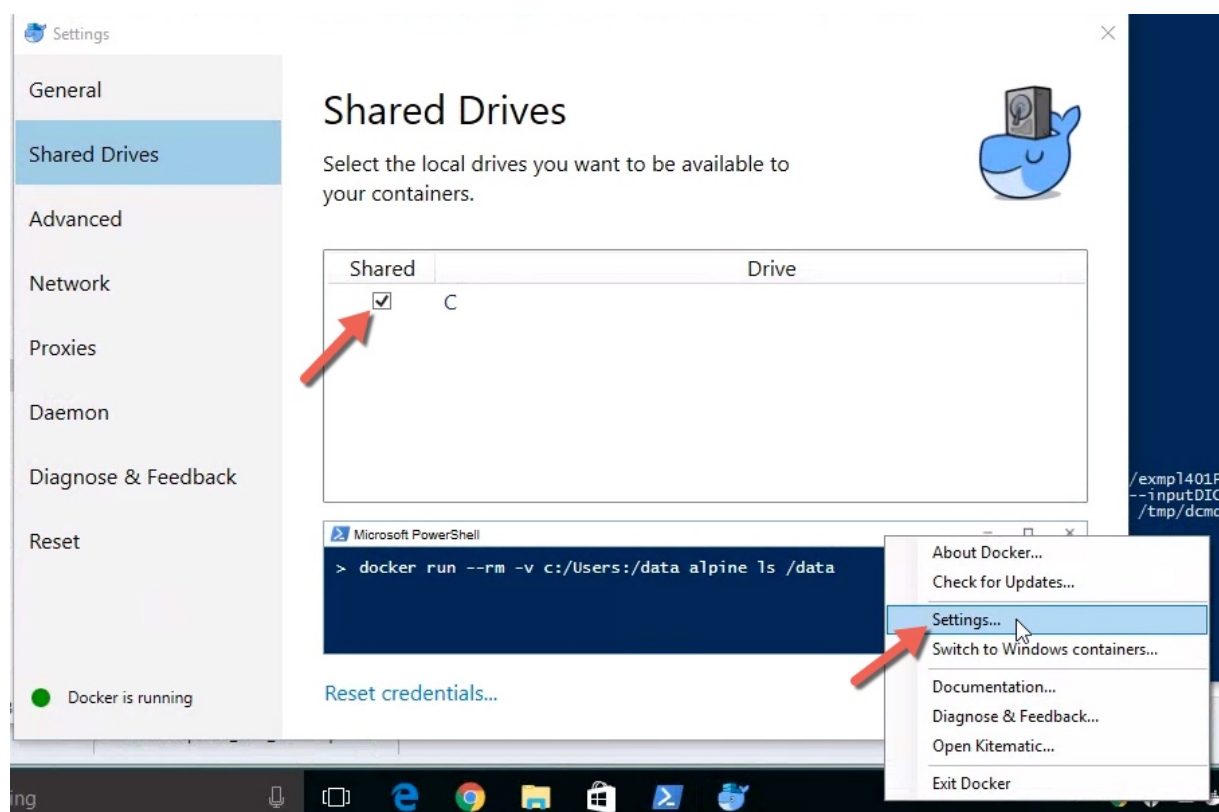 Settings
General
Shared Drives
Advanced
Network
Proxies
Daemon
Diagnose & Feedback
Reset
Docker is running
Shared Drives
Select the local drives you want to be available to
your containers.
Shared Drive
C
Microsoft PowerShell
> docker run --rm -v c:/Users:/data alpine ls /data
Reset credentials...
/exmpl401P
--inputDIC
/tmp/dcmq
About Docker...
Check for Updates...
Settings...
Switch to Windows containers...
Documentation...
Diagnose & Feedback...
Open Kitematic...
Exit Docker
ing